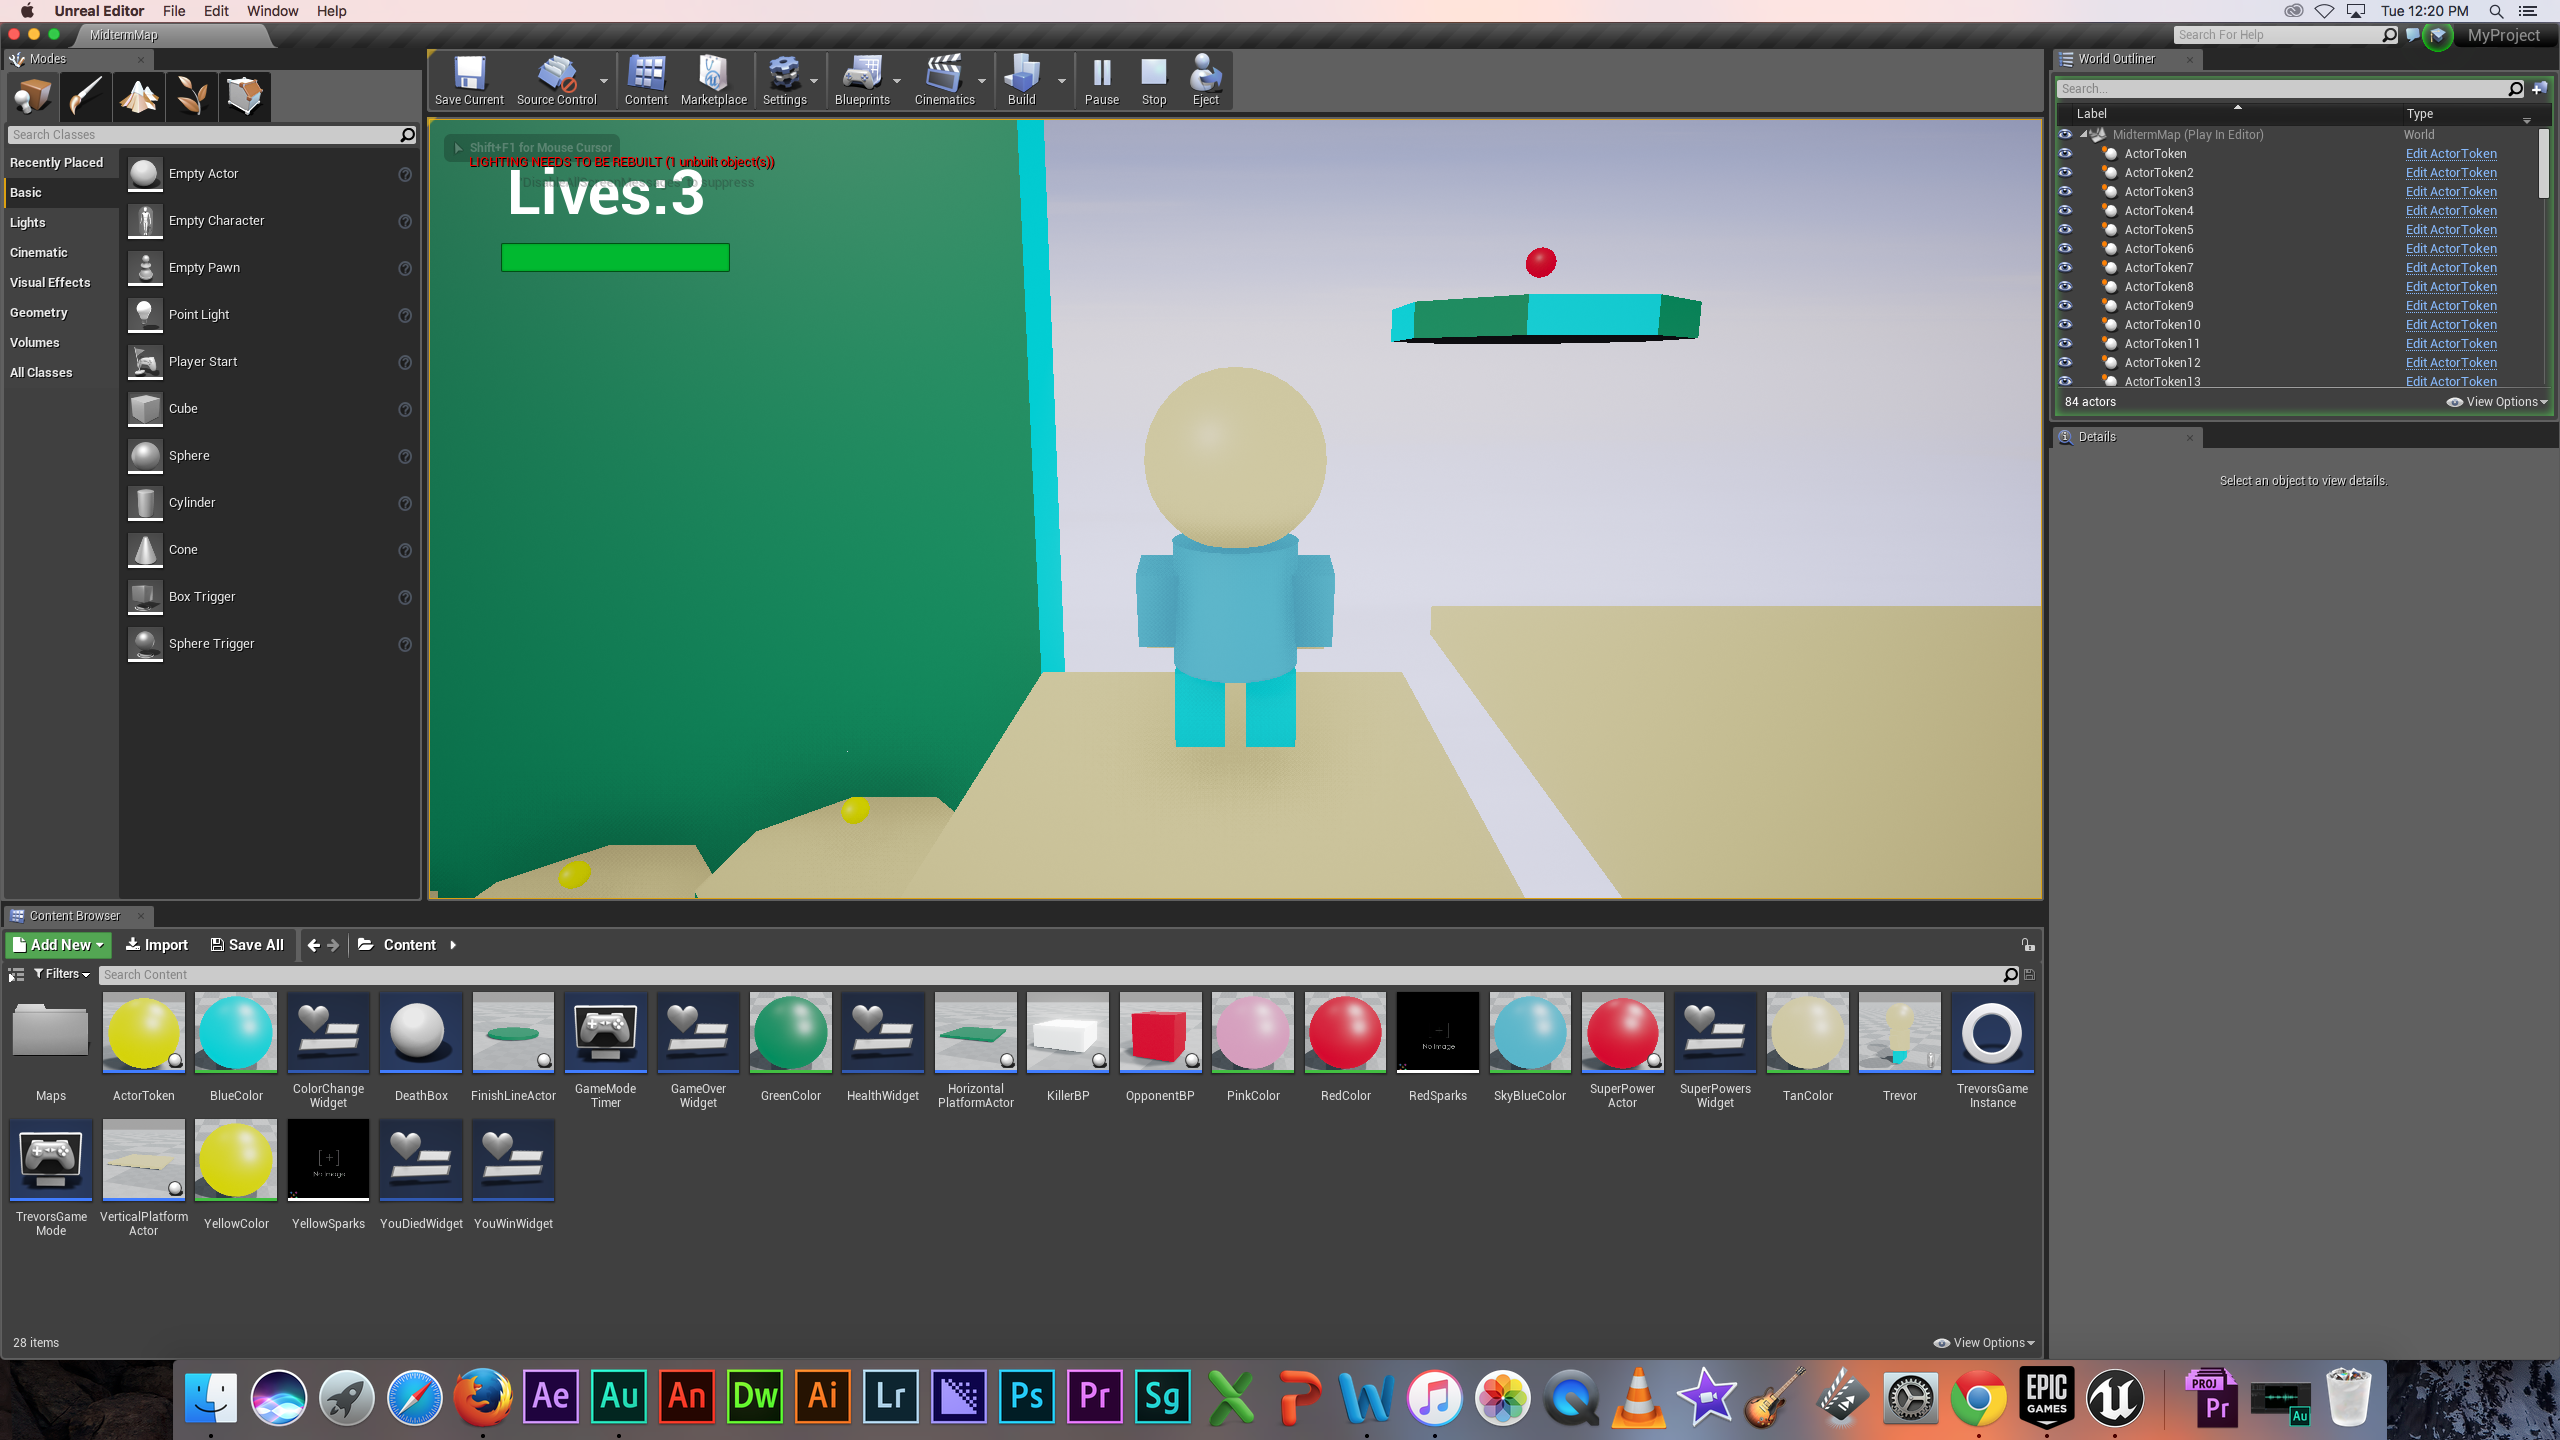 Unreal Editor File Edit Window Help
Tue 12:20 PM
MidtermMap
Search For Help
MyProject
Modes
Search Classes
Recently Placed
Basic
Lights
Cinematic
Visual Effects
Geometry
Volumes
All Classes
Empty Actor
Empty Character
Empty Pawn
Point Light
Player Start
Cube
Sphere
Cylinder
Cone
Box Trigger
Sphere Trigger
Save Current
Source Control
Content
Marketplace
Settings
Blueprints
Cinematics
Build
Pause
Stop
Eject
Shift+F1 for Mouse Cursor
LIGHTING NEEDS TO BE REBUILT (1 unbuilt object(s))
'DisableAllScreenMessages' to suppress
Lives:3
World Outliner
Search...
Label Type
MidtermMap (Play In Editor) World
ActorToken Edit ActorToken
ActorToken2 Edit ActorToken
ActorToken3 Edit ActorToken
ActorToken4 Edit ActorToken
ActorToken5 Edit ActorToken
ActorToken6 Edit ActorToken
ActorToken7 Edit ActorToken
ActorToken8 Edit ActorToken
ActorToken9 Edit ActorToken
ActorToken10 Edit ActorToken
ActorToken11 Edit ActorToken
ActorToken12 Edit ActorToken
ActorToken13 Edit ActorToken
84 actors
View Options
Details
Select an object to view details.
Content Browser
Add New Import Save All Content
Filters
Search Content
No Image
Maps
ActorToken
BlueColor
ColorChange
Widget
DeathBox
FinishLineActor
GameMode
Timer
GameOver
Widget
GreenColor
HealthWidget
Horizontal
PlatformActor
KillerBP
OpponentBP
PinkColor
RedColor
RedSparks
SkyBlueColor
SuperPower
Actor
SuperPowers
Widget
TanColor
Trevor
TrevorsGame
Instance
[+]
No Image
TrevorsGame
Mode
VerticalPlatform
Actor
YellowColor
YellowSparks
YouDiedWidget
YouWinWidget
28 items
View Options
Ae
Au
An
Dw
Ai
Lr
Ps
Pr
Sg
EPIC
GAMES
PROJ
Pr
Au